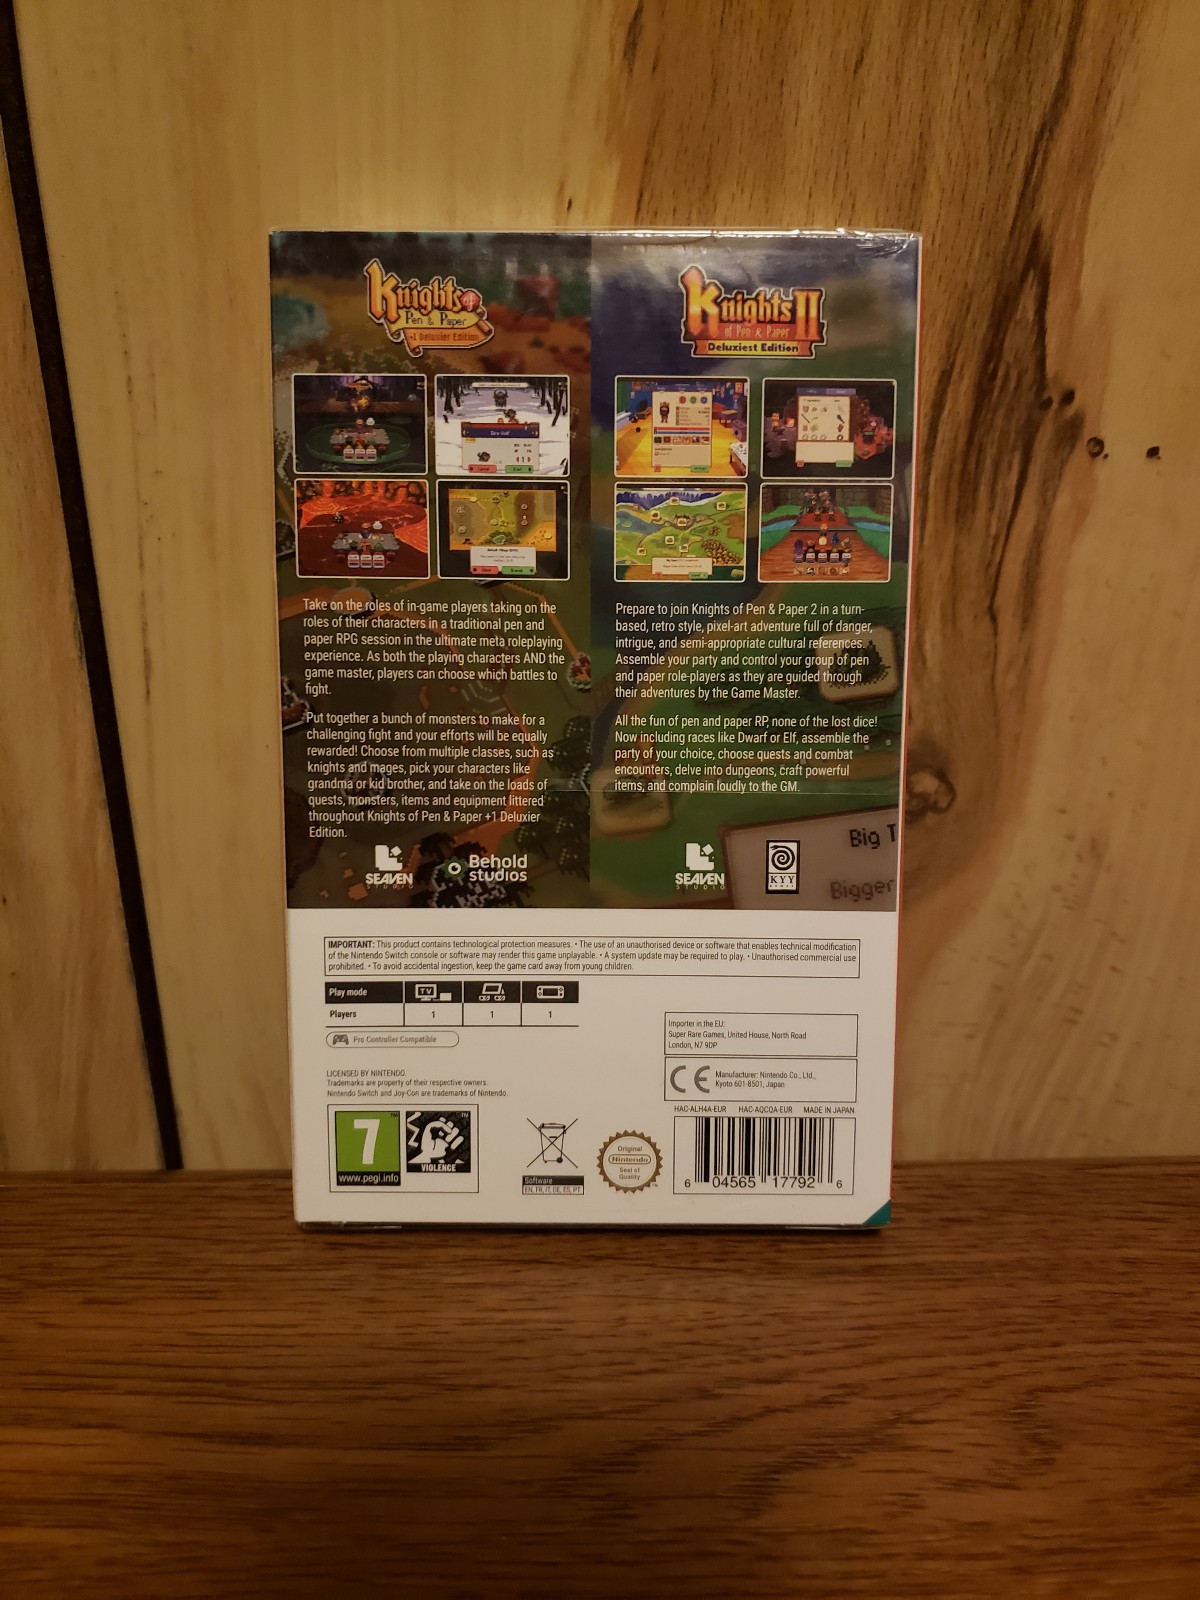 Knights of
Pen & Paper
+1 Deluxier Edition
Take on the roles of in-game players taking on the
roles of their characters in a traditional pen and
paper RPG session in the ultimate meta roleplaying
experience. As both the playing characters AND the
game master, players can choose which battles to
fight.
Put together a bunch of monsters to make for a
challenging fight and your efforts will be equally
rewarded! Choose from multiple classes, such as
knights and mages, pick your characters like
grandma or kid brother, and take on the loads of
quests, monsters, items and equipment littered
throughout Knights of Pen & Paper +1 Deluxier
Edition.
SEAVEN
STUDIO
Behold
studios
Knights II
of Pen & Paper
Deluxiest Edition
Prepare to join Knights of Pen & Paper 2 in a turn-
based, retro style, pixel-art adventure full of danger,
intrigue, and semi-appropriate cultural references.
Assemble your party and control your group of pen
and paper role-players as they are guided through
their adventures by the Game Master.
All the fun of pen and paper RP, none of the lost dice!
Now including races like Dwarf or Elf, assemble the
party of your choice, choose quests and combat
encounters, delve into dungeons, craft powerful
items, and complain loudly to the GM.
SEAVEN
STUDIO
KYY
GAMES
Big T
Bigger
IMPORTANT: This product contains technological protection measures. • The use of an unauthorised device or software that enables technical modification
of the Nintendo Switch console or software may render this game unplayable. • A system update may be required to play. • Unauthorised commercial use
prohibited. • To avoid accidental ingestion, keep the game card away from young children.
Play mode TV
Players 1 1 1
Pro Controller Compatible
Importer in the EU:
Super Rare Games, United House, North Road
London, N7 9DP
CE
Manufacturer: Nintendo Co., Ltd.,
Kyoto 601-8501, Japan
LICENSED BY NINTENDO.
Trademarks are property of their respective owners.
Nintendo Switch and Joy-Con are trademarks of Nintendo.
HAC-ALH4A-EUR HAC-AQCQA-EUR MADE IN JAPAN
7
www.pegi.info
VIOLENCE
Software
EN, FR, IT, DE, ES, PT
Original
Nintendo
Seal of
Quality
6 04565 17792 6